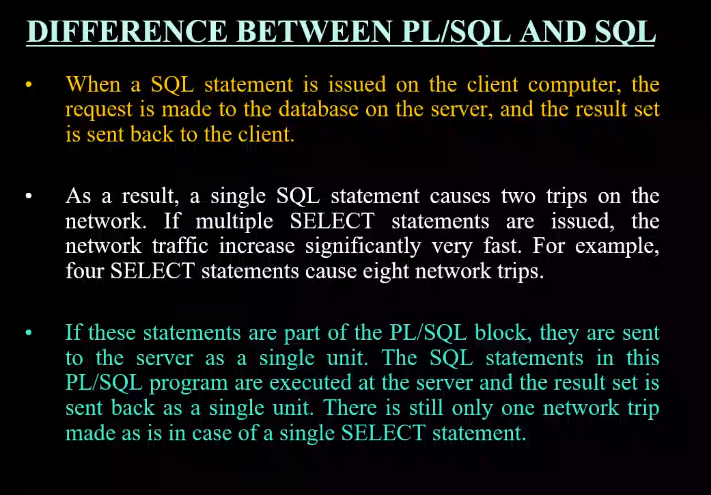 DIFFERENCE BETWEEN PL/SQL AND SQL
• When a SQL statement is issued on the client computer, the
request is made to the database on the server, and the result set
is sent back to the client.
• As a result, a single SQL statement causes two trips on the
network. If multiple SELECT statements are issued, the
network traffic increase significantly very fast. For example,
four SELECT statements cause eight network trips.
• If these statements are part of the PL/SQL block, they are sent
to the server as a single unit. The SQL statements in this
PL/SQL program are executed at the server and the result set is
sent back as a single unit. There is still only one network trip
made as is in case of a single SELECT statement.